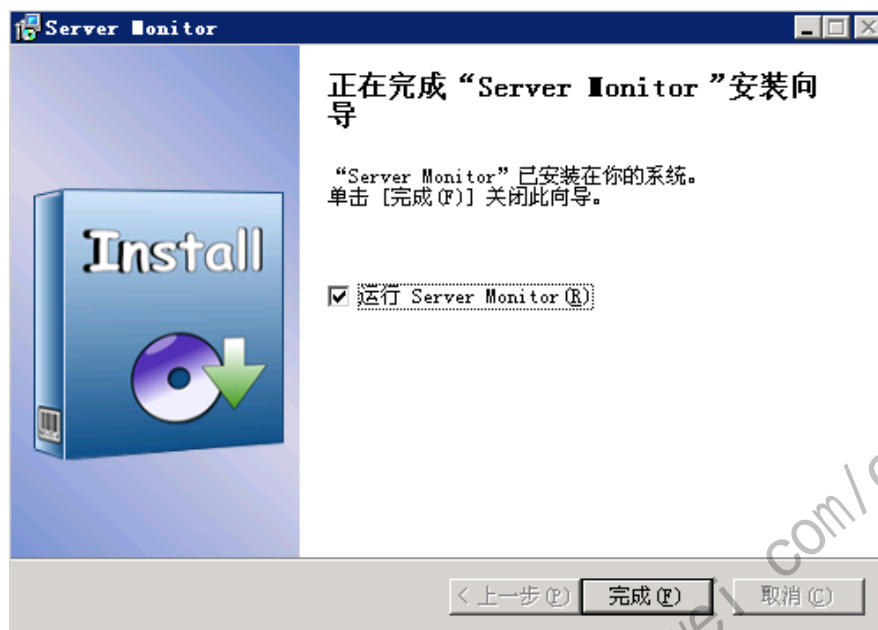 Server Monitor
正在完成“Server Monitor ”安装向
导
“Server Monitor”已安装在你的系统。
单击 [完成(F)] 关闭此向导。
Install
运行 Server Monitor(R)
com/
< 上一步(P)
完成(F)
取消(C)